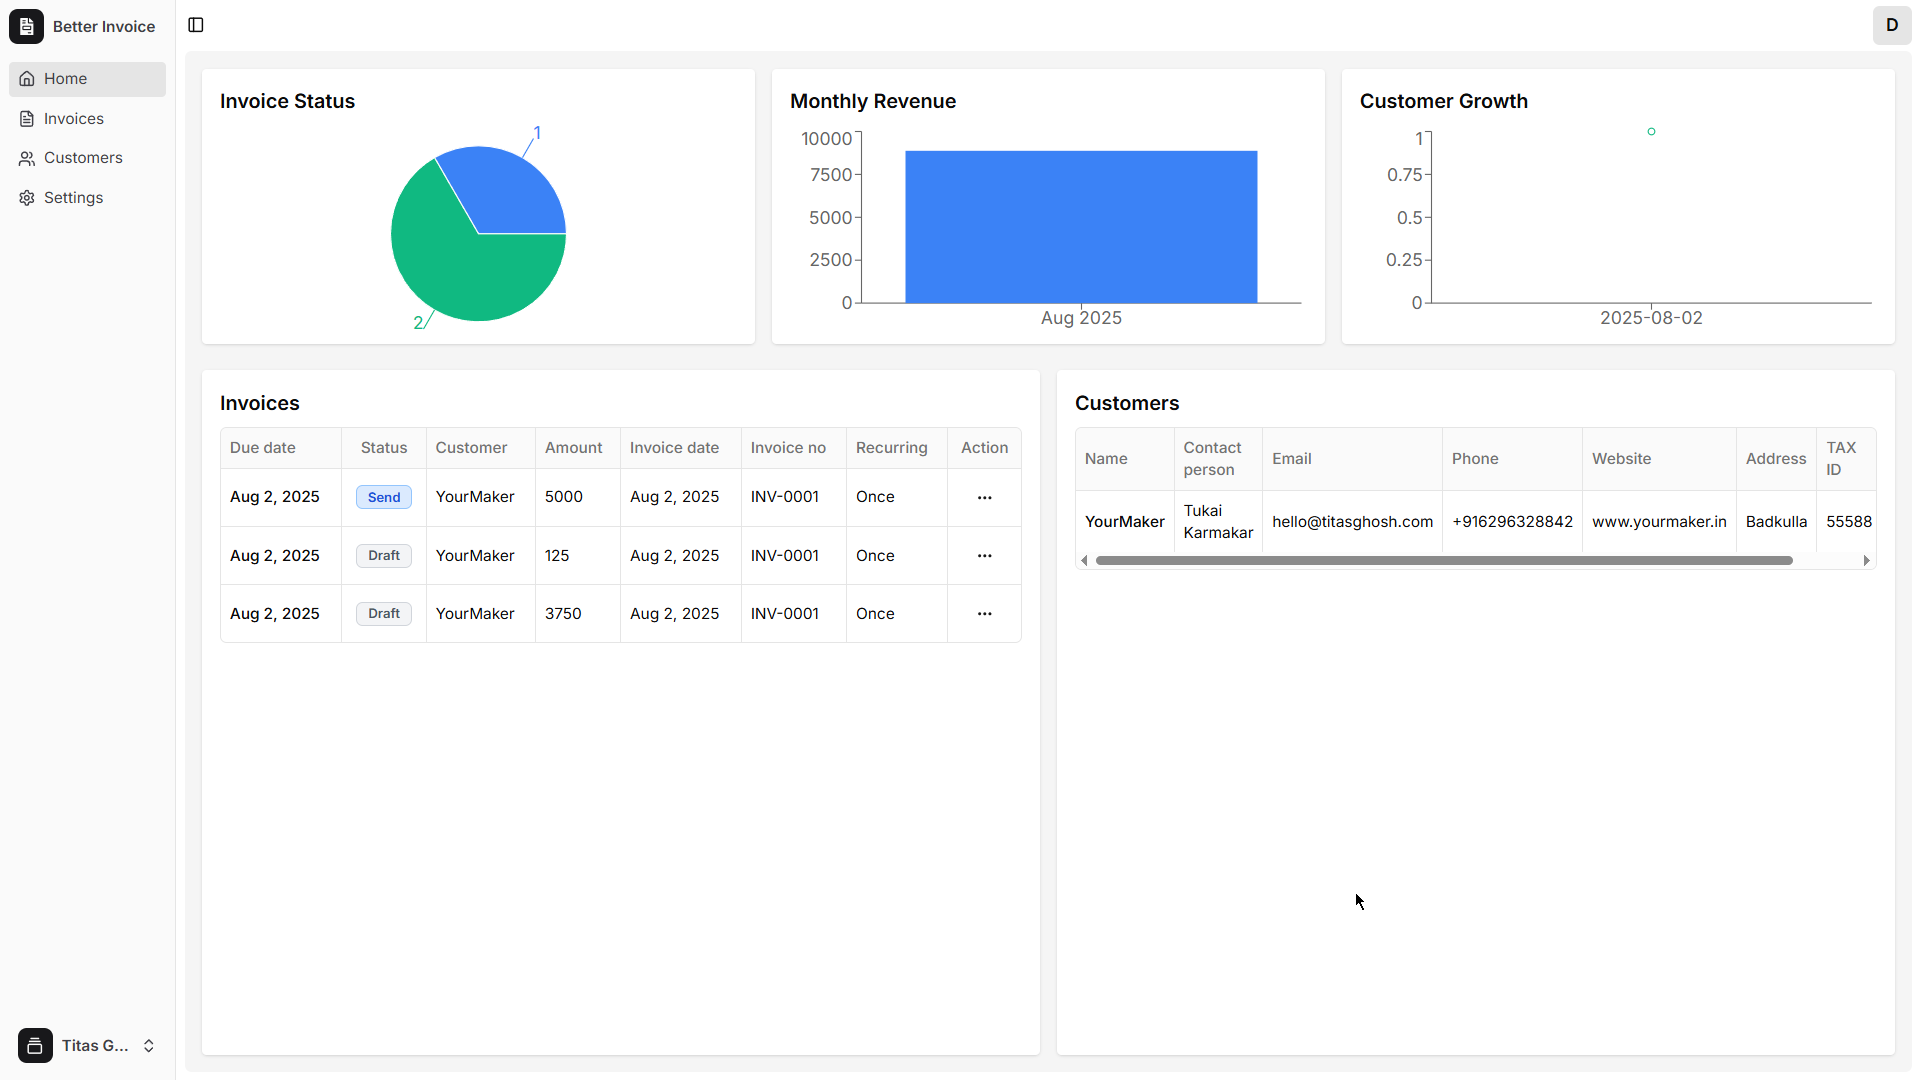 Better Invoice
D
Home
Invoices
Customers
Settings
Titas G...
Invoice Status
1
2
Monthly Revenue
10000
7500
5000
2500
0
Aug 2025
Customer Growth
1
0.75
0.5
0.25
0
2025-08-02
Invoices
Due date Status Customer Amount Invoice date Invoice no Recurring Action
Aug 2, 2025 Send YourMaker 5000 Aug 2, 2025 INV-0001 Once
Aug 2, 2025 Draft YourMaker 125 Aug 2, 2025 INV-0001 Once
Aug 2, 2025 Draft YourMaker 3750 Aug 2, 2025 INV-0001 Once
Customers
Name Contact person Email Phone Website Address TAX ID
YourMaker Tukai Karmakar hello@titasghosh.com +916296328842 www.yourmaker.in Badkulla 55588